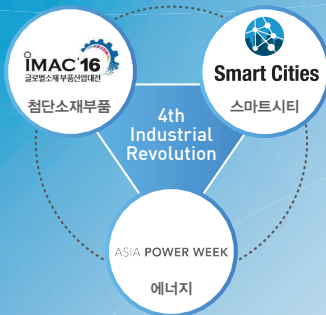 iMAC'16
글로벌소재부품산업대전
첨단소재부품
Smart Cities
스마트시티
4th
Industrial
Revolution
ASIA POWER WEEK
에너지